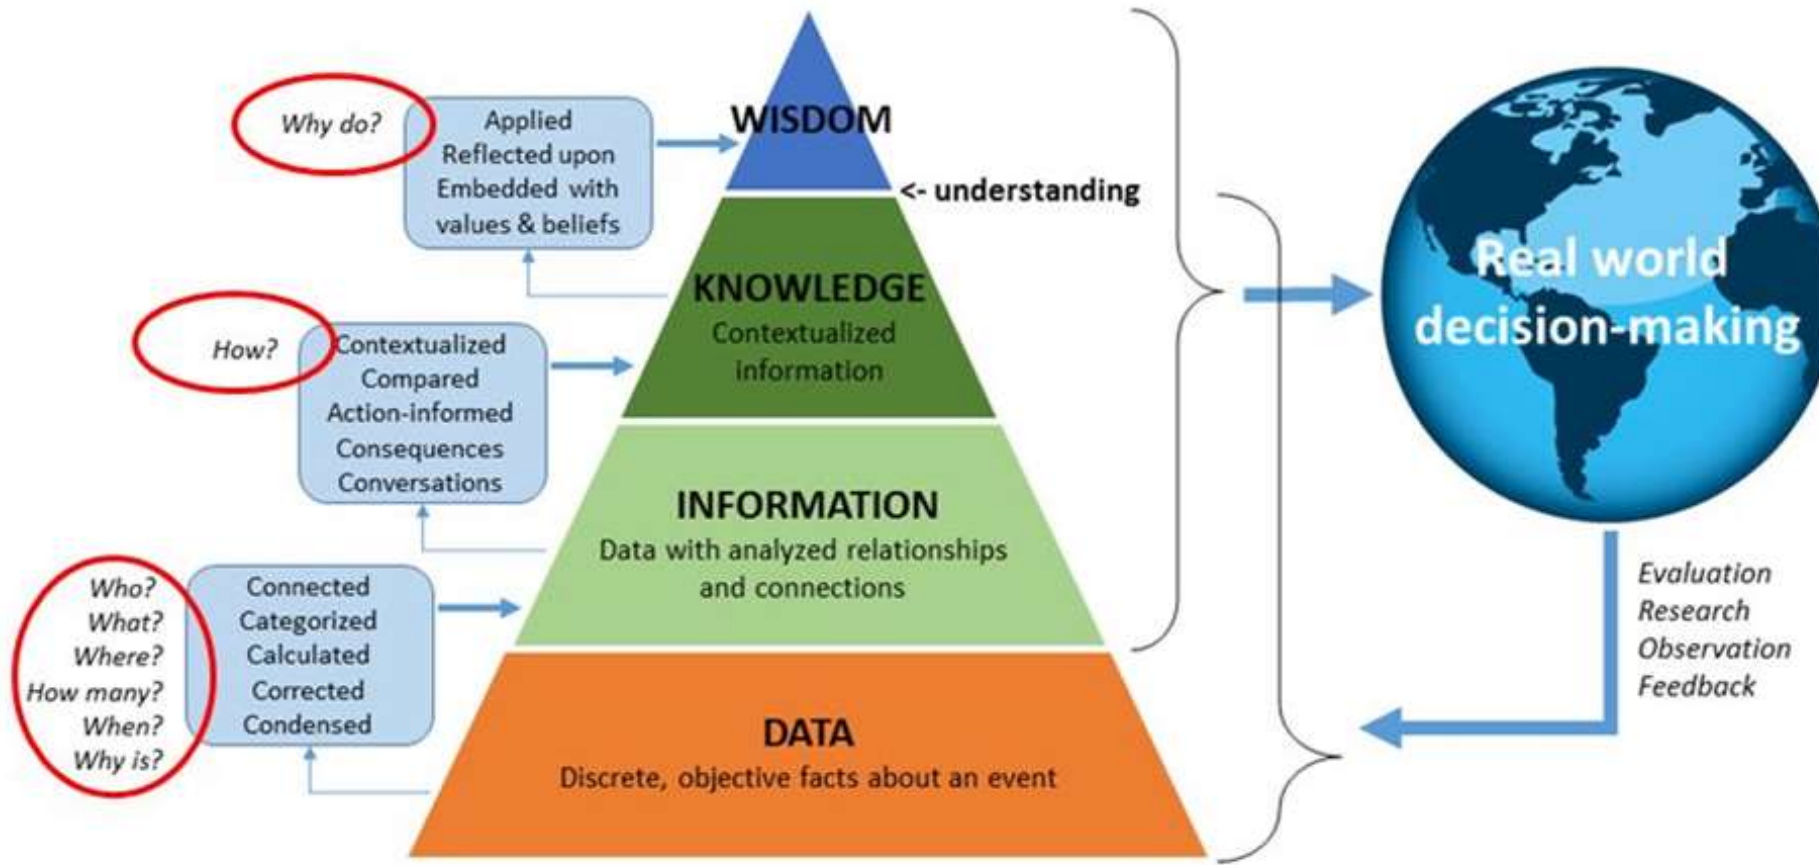 Why do?
Applied
Reflected upon
Embedded with
values & beliefs
WISDOM
<- understanding
How?
Contextualized
Compared
Action-informed
Consequences
Conversations
KNOWLEDGE
Contextualized
information
Real world
decision-making
Who?
What?
Where?
How many?
When?
Why is?
Connected
Categorized
Calculated
Corrected
Condensed
INFORMATION
Data with analyzed relationships
and connections
DATA
Discrete, objective facts about an event
Evaluation
Research
Observation
Feedback